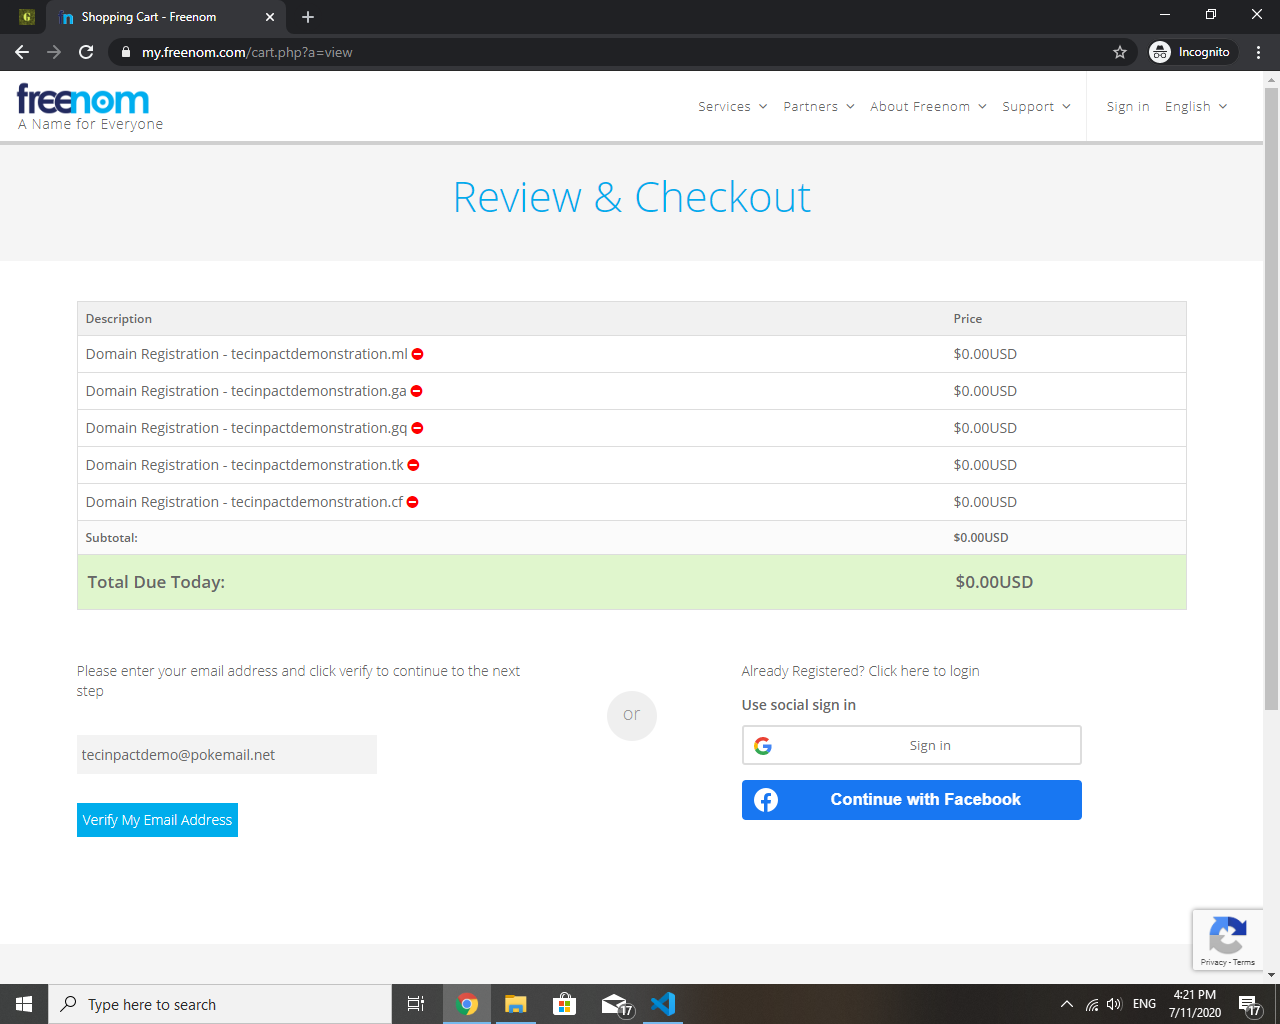 G
Shopping Cart - Freenom
my.freenom.com/cart.php?a=view
Incognito
freenom
A Name for Everyone
Services Partners About Freenom Support Sign in English
Review & Checkout
Description Price
Domain Registration - tecinpactdemonstration.ml $0.00USD
Domain Registration - tecinpactdemonstration.ga $0.00USD
Domain Registration - tecinpactdemonstration.gq $0.00USD
Domain Registration - tecinpactdemonstration.tk $0.00USD
Domain Registration - tecinpactdemonstration.cf $0.00USD
Subtotal: $0.00USD
Total Due Today: $0.00USD
Please enter your email address and click verify to continue to the next
step
tecinpactdemo@pokemail.net
Verify My Email Address
or
Already Registered? Click here to login
Use social sign in
Sign in
Continue with Facebook
Privacy - Terms
Type here to search
17
ENG
4:21 PM
7/11/2020
17